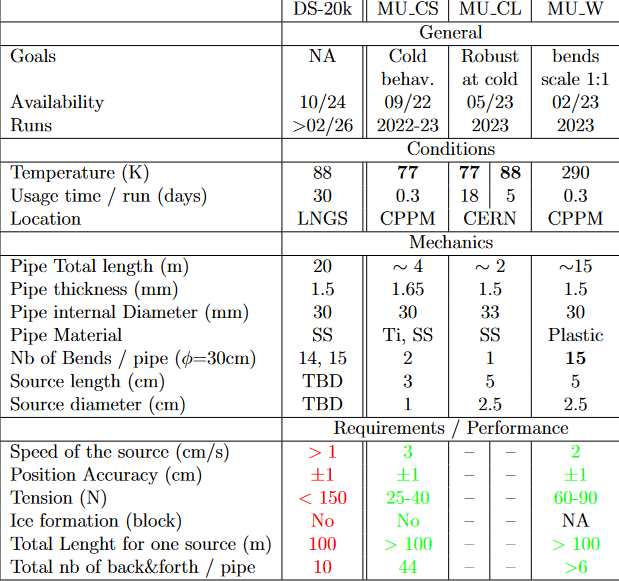 DS-20k MU_CS MU_CL MU_W
General
Goals NA Cold Robust bends
behav. at cold scale 1:1
Availability 10/24 09/22 05/23 02/23
Runs >02/26 2022-23 2023 2023
Conditions
Temperature (K) 88 77 77 88 290
Usage time / run (days) 30 0.3 18 5 0.3
Location LNGS CPPM CERN CPPM
Mechanics
Pipe Total length (m) 20 ∼ 4 ∼ 2 ∼15
Pipe thickness (mm) 1.5 1.65 1.5 1.5
Pipe internal Diameter (mm) 30 30 33 30
Pipe Material SS Ti, SS SS Plastic
Nb of Bends / pipe (ϕ=30cm) 14, 15 2 1 15
Source length (cm) TBD 3 5 5
Source diameter (cm) TBD 1 2.5 2.5
Requirements / Performance
Speed of the source (cm/s) > 1 3 – – 2
Position Accuracy (cm) ±1 ±1 – – ±1
Tension (N) < 150 25-40 – – 60-90
Ice formation (block) No No – – NA
Total Lenght for one source (m) 100 > 100 – – > 100
Total nb of back&forth / pipe 10 44 – – >6